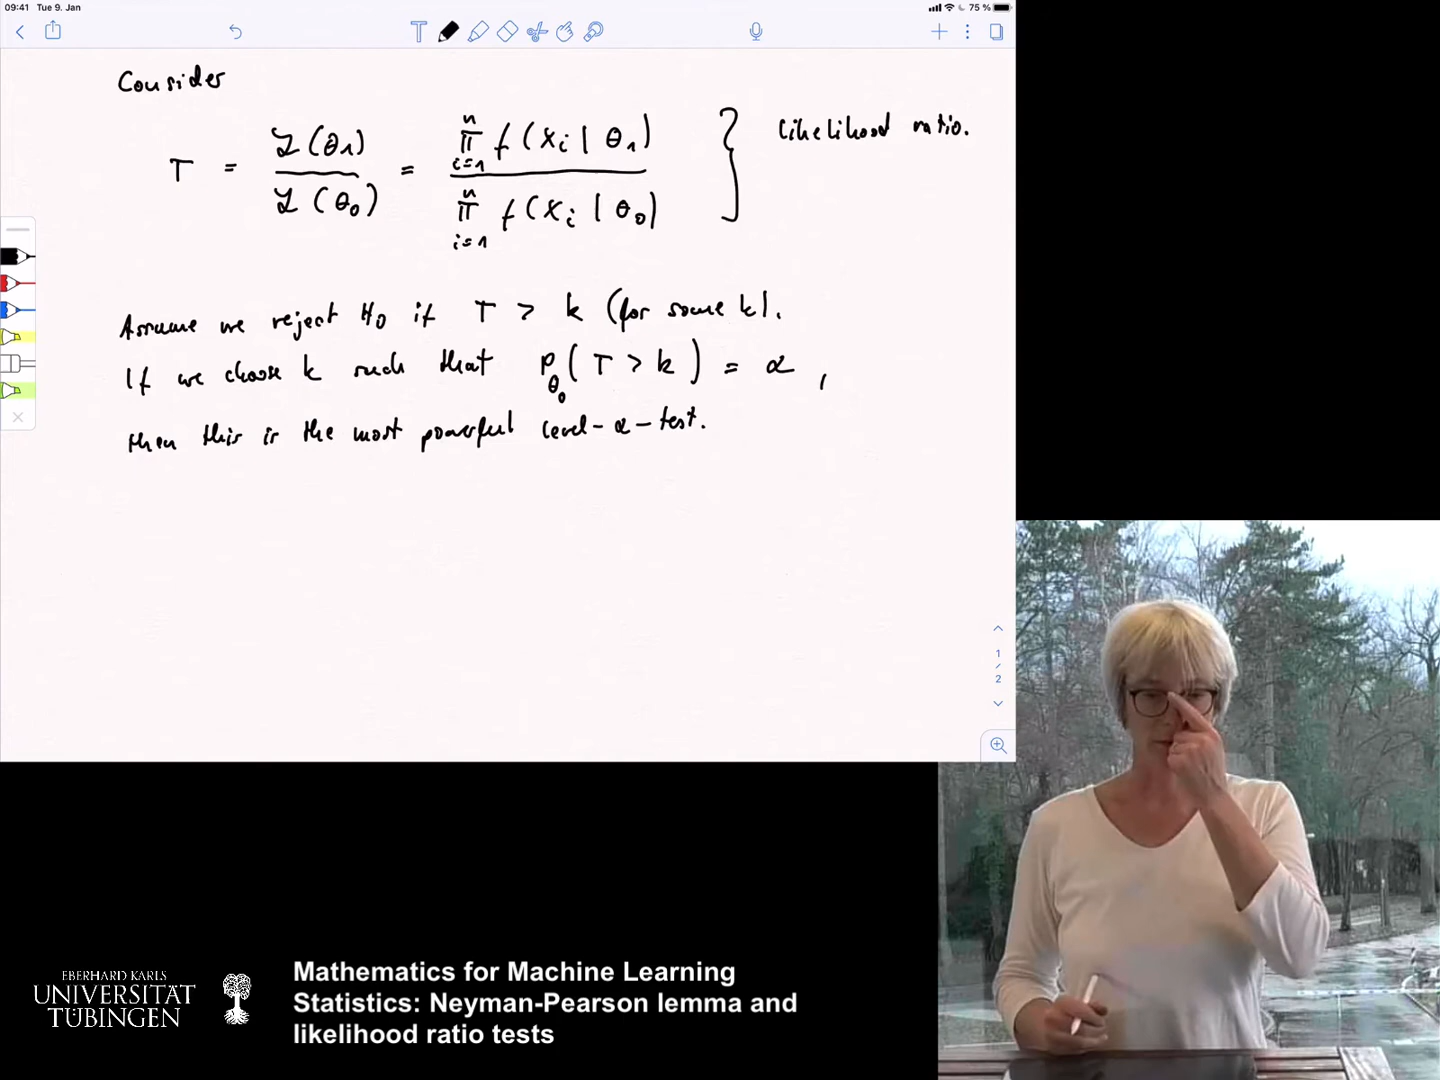 09:41 Tue 9. Jan
75 %
Consider
T = ℒ(θ₁) / ℒ(θ₀) = ∏ᵢ₌₁ⁿ f(Xᵢ | θ₁) / ∏ᵢ₌₁ⁿ f(Xᵢ | θ₀) } Likelihood ratio.
Assume we reject H₀ if T > k (for some k).
If we choose k such that P_θ₀ ( T > k ) = α ,
then this is the most powerful level-α-test.
1
/
2
EBERHARD KARLS
UNIVERSITÄT
TÜBINGEN
Mathematics for Machine Learning
Statistics: Neyman-Pearson lemma and
likelihood ratio tests